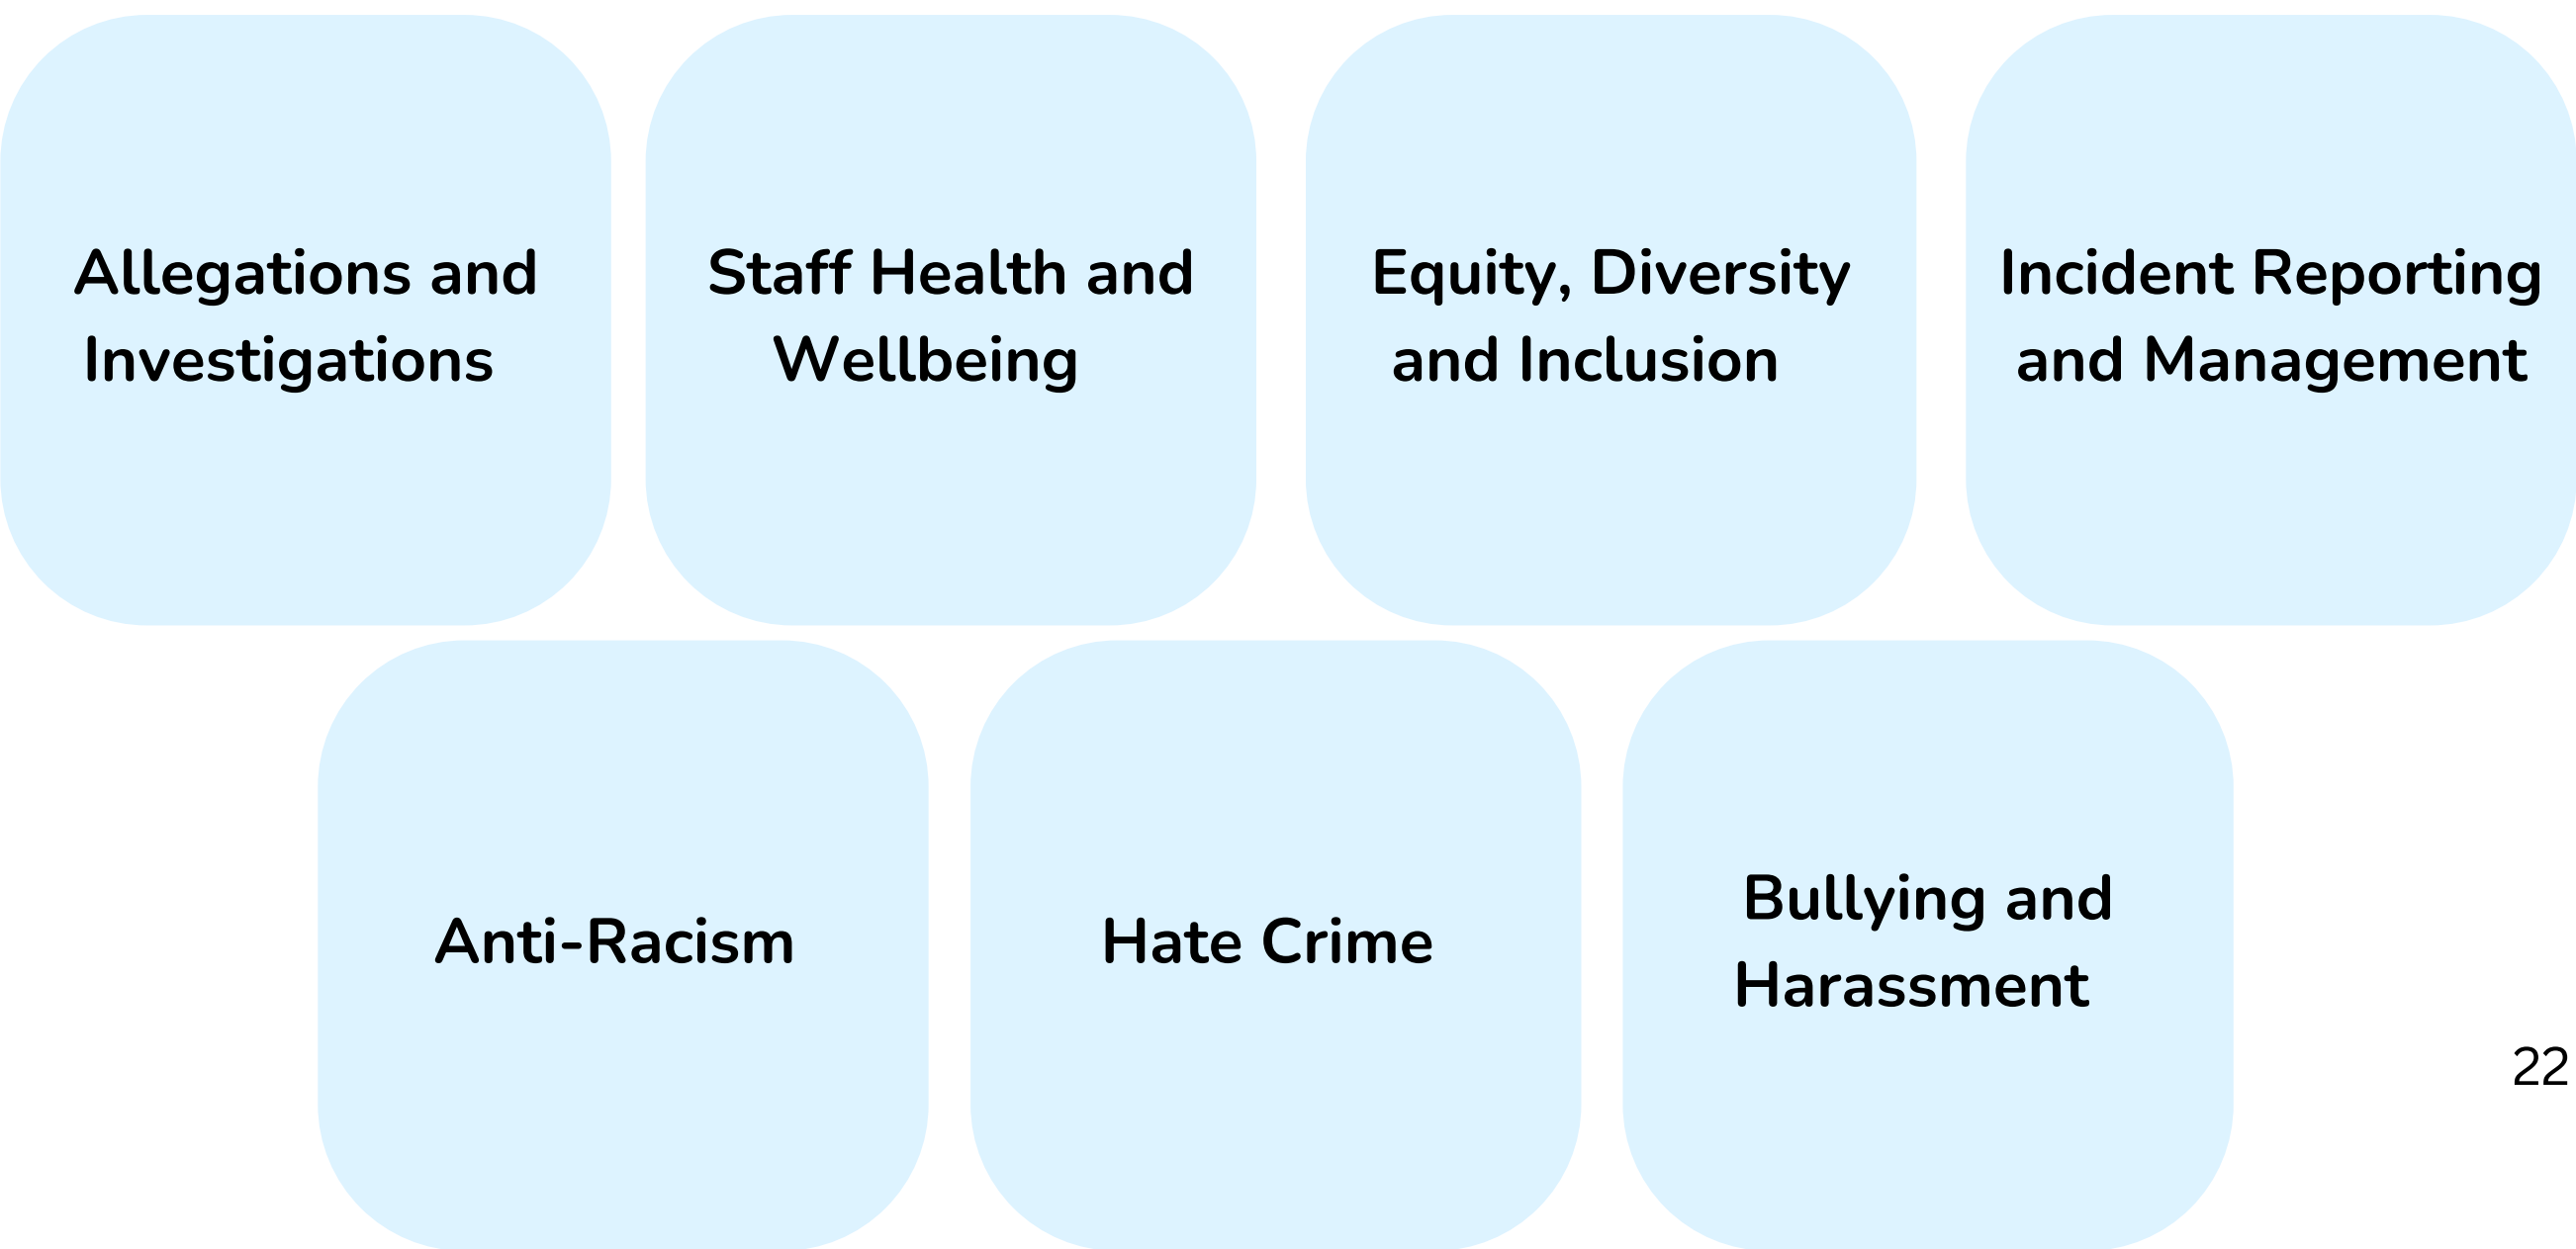 Allegations and
Investigations
Staff Health and
Wellbeing
Equity, Diversity
and Inclusion
Incident Reporting
and Management
Anti-Racism
Hate Crime
Bullying and
Harassment
22